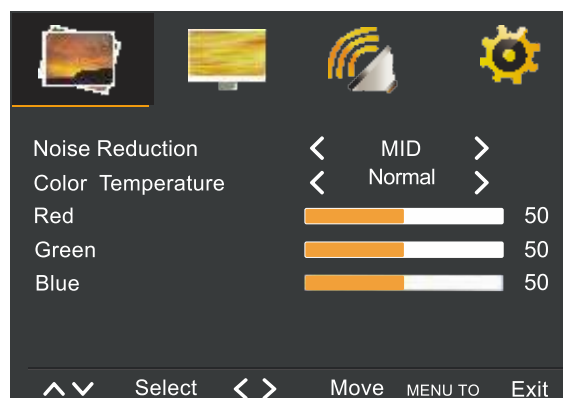 Noise Reduction MID
Color Temperature Normal
Red 50
Green 50
Blue 50
Select Move MENU TO Exit